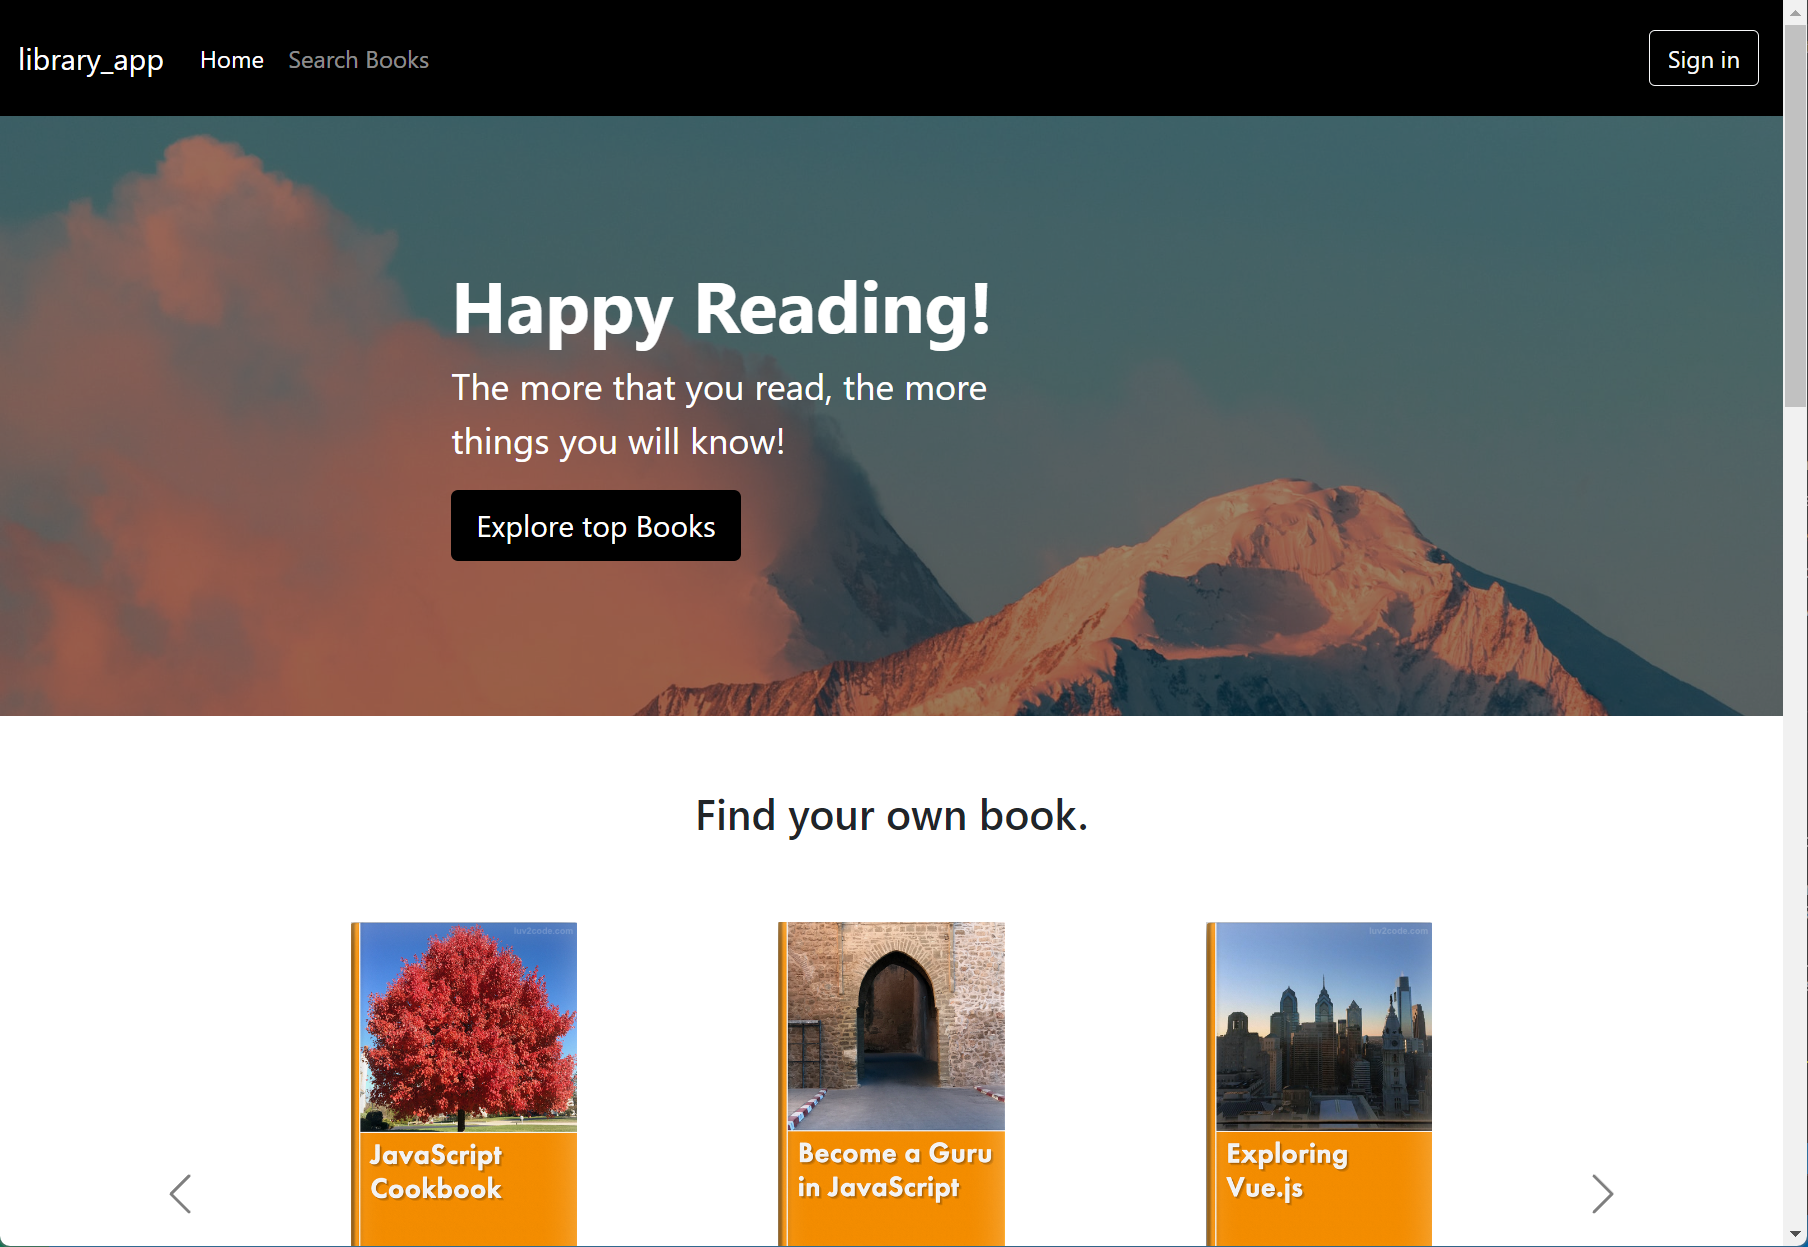 library_app Home Search Books Sign in
Happy Reading!
The more that you read, the more
things you will know!
Explore top Books
Find your own book.
luv2code.com
luv2code.com
JavaScript
Cookbook
Become a Guru
in JavaScript
Exploring
Vue.js